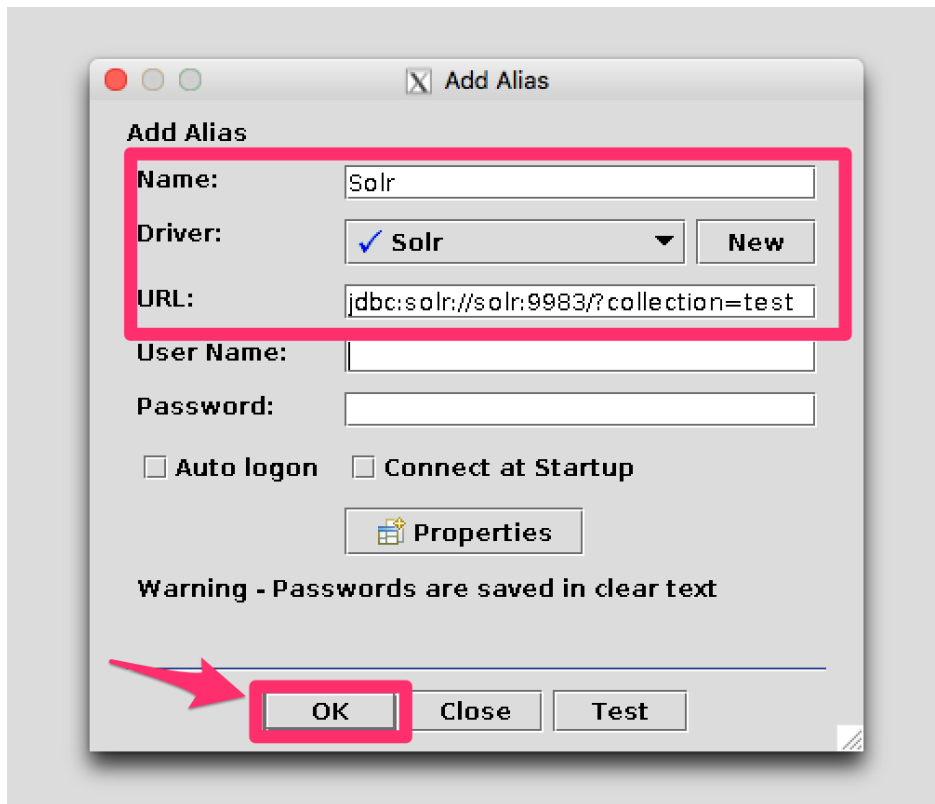 Add Alias
Add Alias
Name: Solr
Driver: Solr New
URL: jdbc:solr://solr:9983/?collection=test
User Name:
Password:
Auto logon Connect at Startup
Properties
Warning - Passwords are saved in clear text
OK Close Test